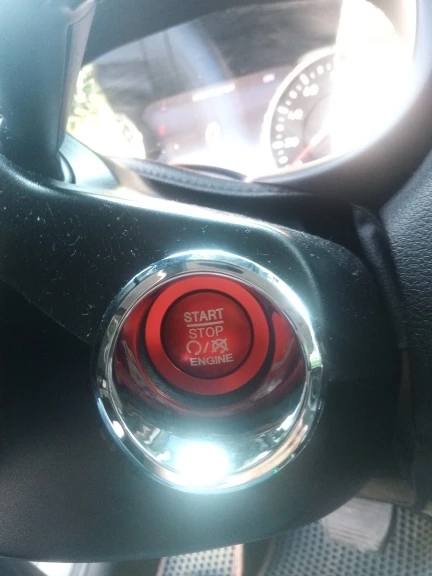 START
STOP
/
ENGINE